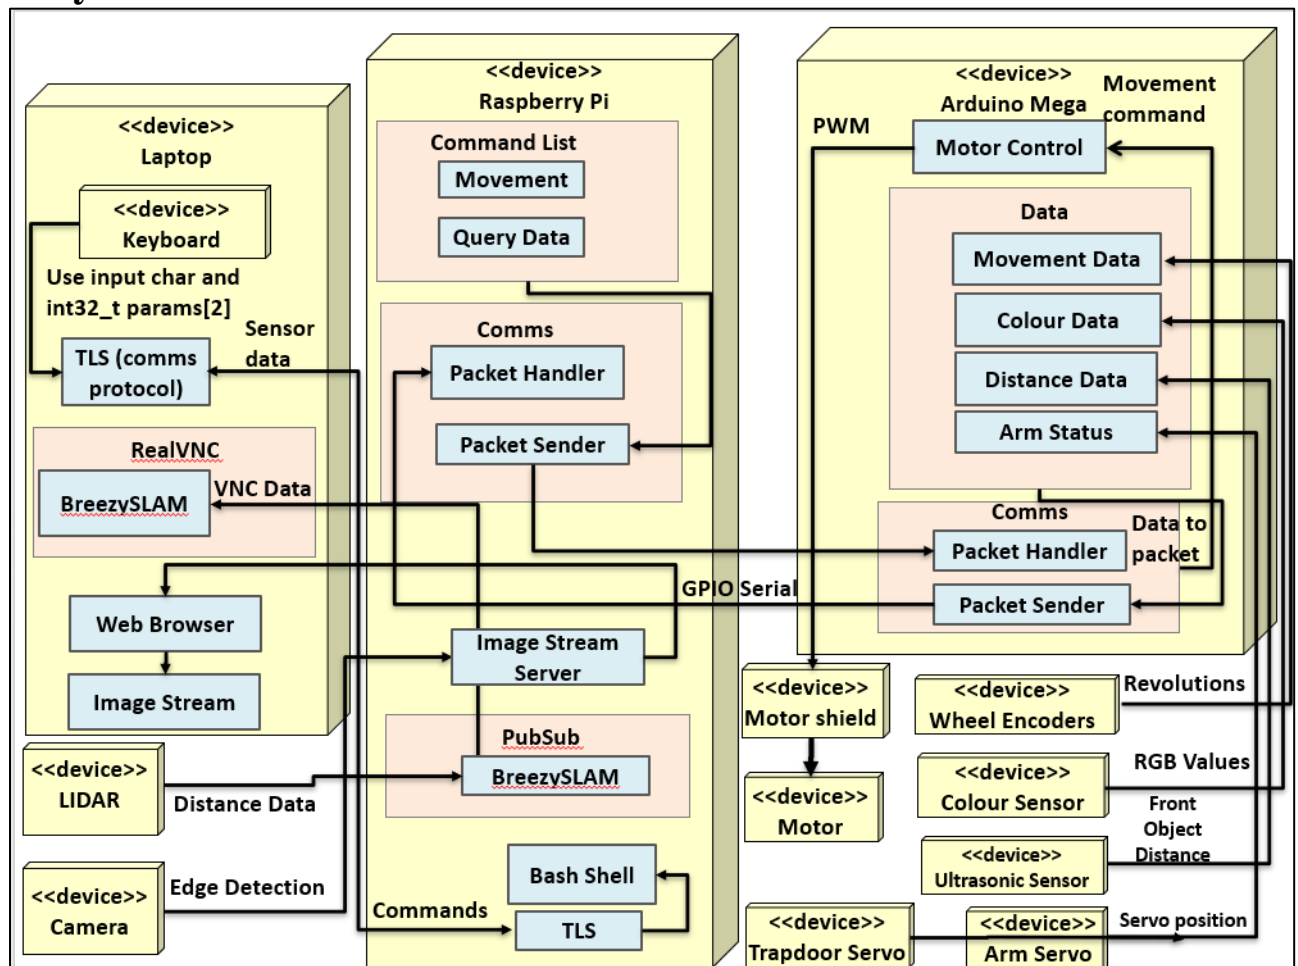 <<device>>
Laptop
<<device>>
Keyboard
Use input char and
int32_t params[2]
Sensor
data
TLS (comms
protocol)
RealVNC
BreezySLAM
VNC Data
Web Browser
Image Stream
<<device>>
LIDAR
Distance Data
<<device>>
Camera
Edge Detection
<<device>>
Raspberry Pi
Command List
Movement
Query Data
Comms
Packet Handler
Packet Sender
GPIO Serial
Image Stream
Server
PubSub
BreezySLAM
Bash Shell
Commands
TLS
<<device>>
Arduino Mega
Movement
command
PWM
Motor Control
Data
Movement Data
Colour Data
Distance Data
Arm Status
Comms
Packet Handler
Data to
packet
Packet Sender
<<device>>
Motor shield
<<device>>
Motor
<<device>>
Wheel Encoders
Revolutions
<<device>>
Colour Sensor
RGB Values
<<device>>
Ultrasonic Sensor
Front
Object
Distance
<<device>>
Trapdoor Servo
<<device>>
Arm Servo
Servo position